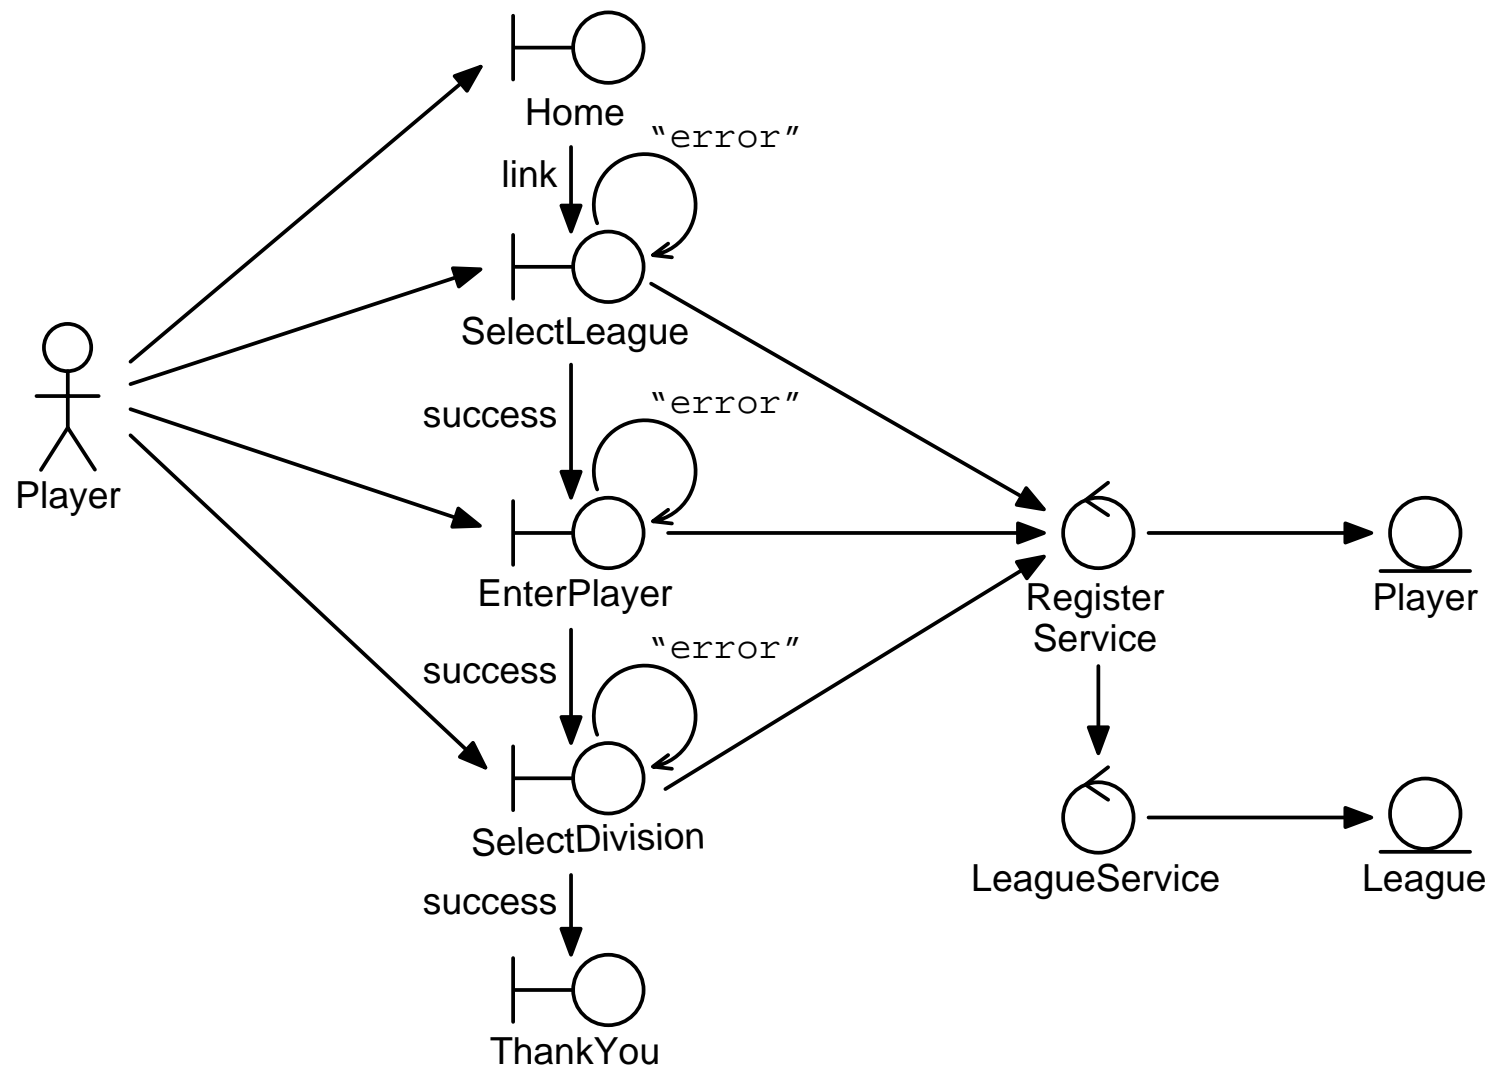 Home
“error”
link
SelectLeague
“error”
success
Player
EnterPlayer
Register
Service
Player
“error”
success
SelectDivision
LeagueService
League
success
ThankYou